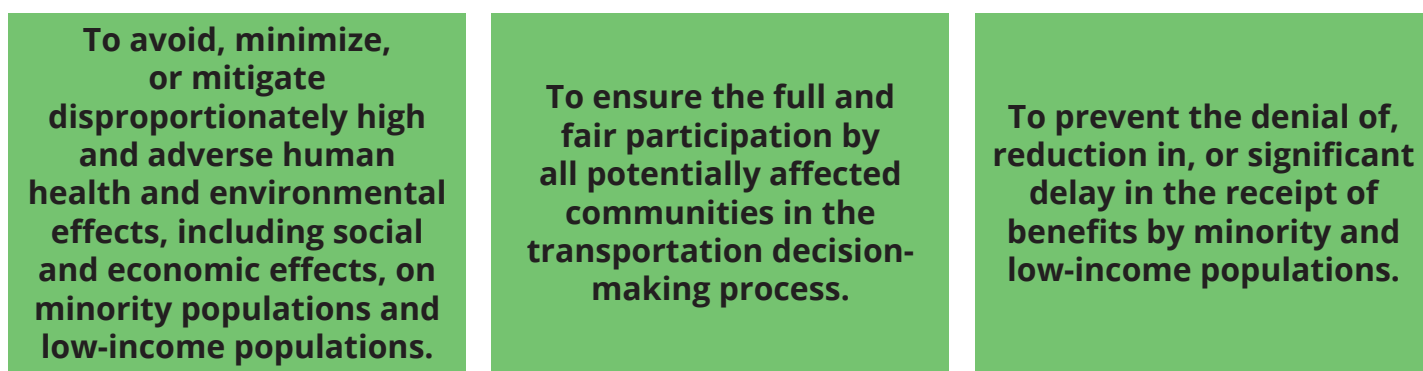 To avoid, minimize,
or mitigate
disproportionately high
and adverse human
health and environmental
effects, including social
and economic effects, on
minority populations and
low-income populations.
To ensure the full and
fair participation by
all potentially affected
communities in the
transportation decision-
making process.
To prevent the denial of,
reduction in, or significant
delay in the receipt of
benefits by minority and
low-income populations.